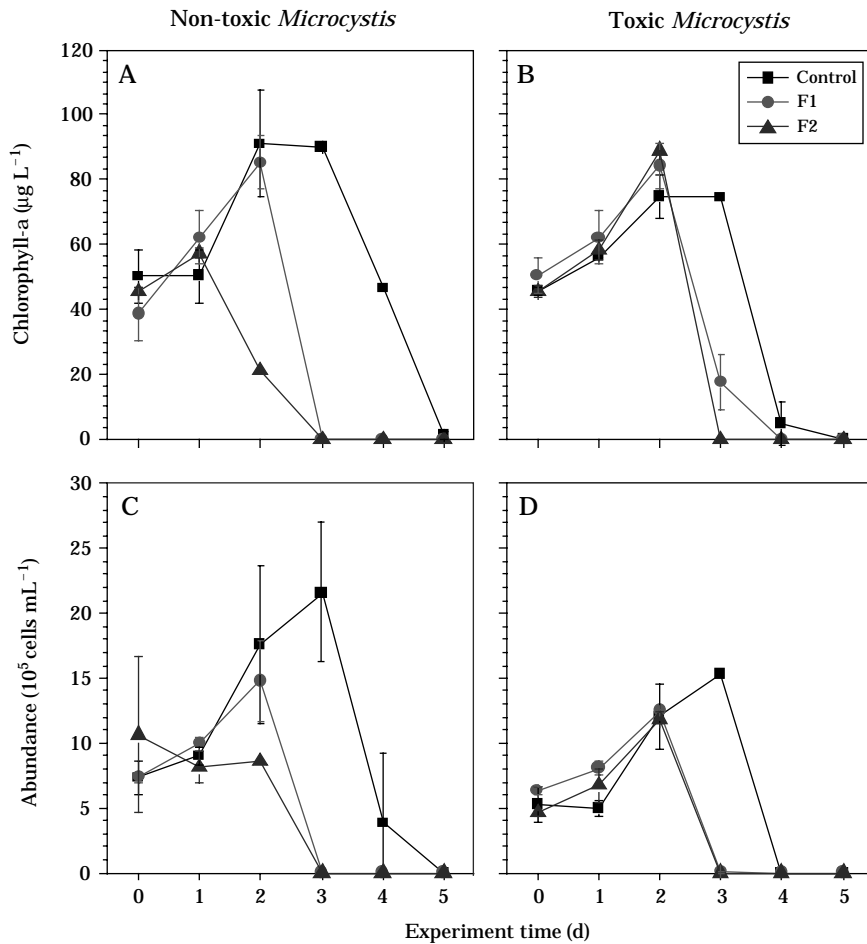 Non-toxic Microcystis
Toxic Microcystis
120
100
80
60
40
20
0
Chlorophyll-a (µg L−1)
A
B
Control
F1
F2
30
25
20
15
10
5
0
Abundance (10⁵ cells mL−1)
C
D
0 1 2 3 4 5
0 1 2 3 4 5
Experiment time (d)